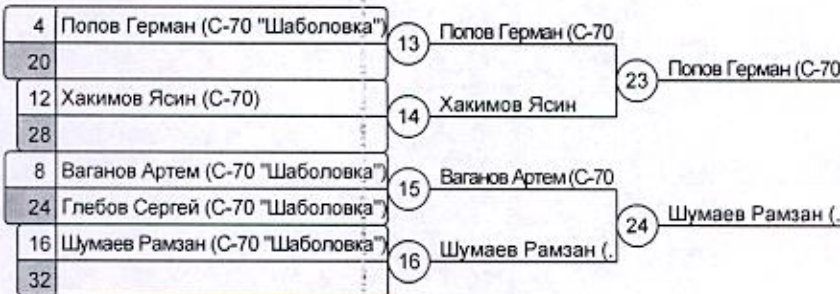 4 Попов Герман (С-70 "Шаболовка")
20
13 Попов Герман (С-70
12 Хакимов Ясин (С-70)
28
14 Хакимов Ясин
23 Попов Герман (С-70
8 Ваганов Артем (С-70 "Шаболовка")
24 Глебов Сергей (С-70 "Шаболовка")
15 Ваганов Артем (С-70
16 Шумаев Рамзан (С-70 "Шаболовка")
32
16 Шумаев Рамзан (.
24 Шумаев Рамзан (.